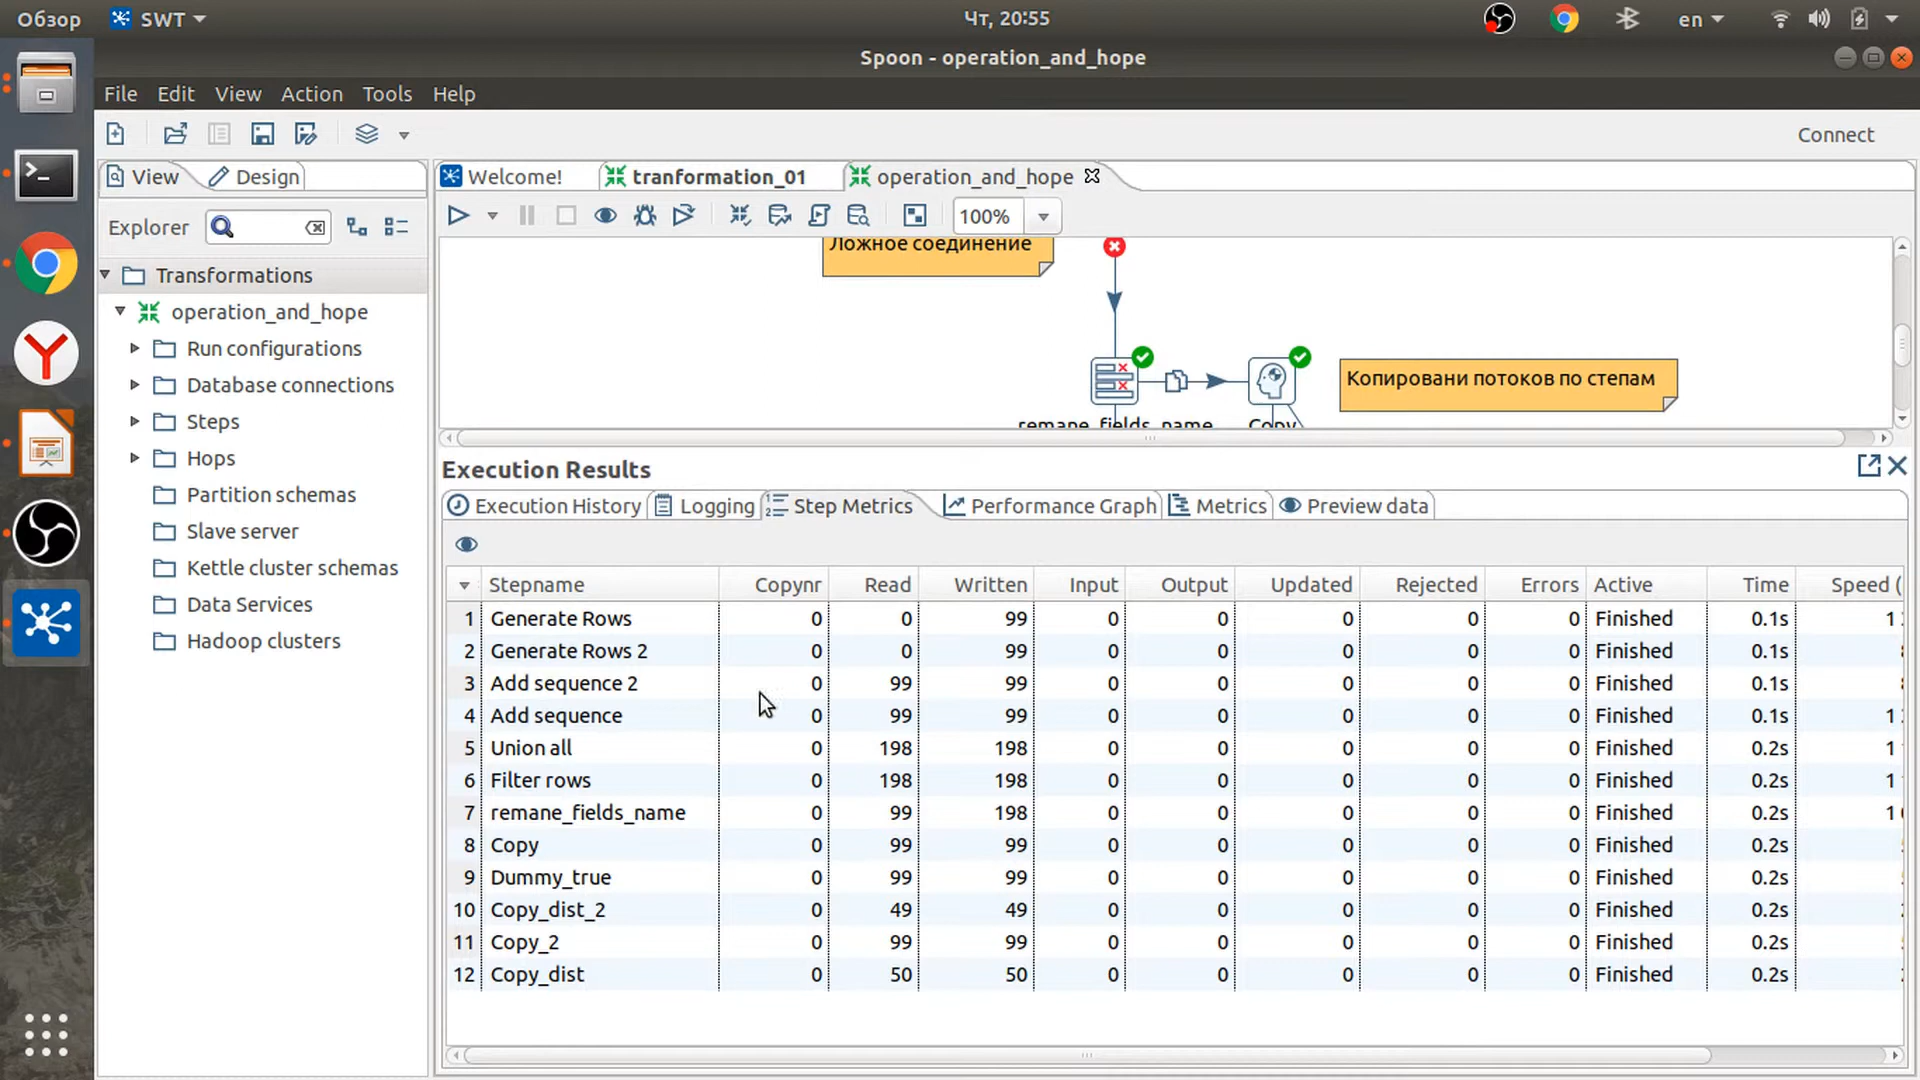 Обзор SWT Чт, 20:55 en
Spoon - operation_and_hope
File Edit View Action Tools Help
Connect
View Design
Welcome! tranformation_01 operation_and_hope
Explorer
100%
Transformations
operation_and_hope
Run configurations
Database connections
Steps
Hops
Partition schemas
Slave server
Kettle cluster schemas
Data Services
Hadoop clusters
Ложное соединение
Копировани потоков по степам
remane_fields_name Copy
Execution Results
Execution History Logging Step Metrics Performance Graph Metrics Preview data
Stepname Copynr Read Written Input Output Updated Rejected Errors Active Time Speed (
1 Generate Rows 0 0 99 0 0 0 0 0 Finished 0.1s 1
2 Generate Rows 2 0 0 99 0 0 0 0 0 Finished 0.1s
3 Add sequence 2 0 99 99 0 0 0 0 0 Finished 0.1s
4 Add sequence 0 99 99 0 0 0 0 0 Finished 0.1s 1
5 Union all 0 198 198 0 0 0 0 0 Finished 0.2s 1
6 Filter rows 0 198 198 0 0 0 0 0 Finished 0.2s 1
7 remane_fields_name 0 99 198 0 0 0 0 0 Finished 0.2s 1
8 Copy 0 99 99 0 0 0 0 0 Finished 0.2s
9 Dummy_true 0 99 99 0 0 0 0 0 Finished 0.2s
10 Copy_dist_2 0 49 49 0 0 0 0 0 Finished 0.2s
11 Copy_2 0 99 99 0 0 0 0 0 Finished 0.2s
12 Copy_dist 0 50 50 0 0 0 0 0 Finished 0.2s